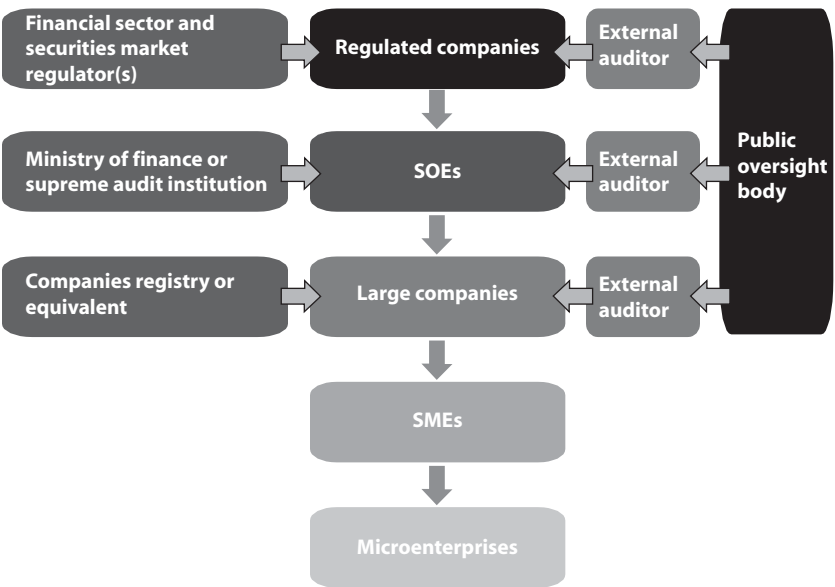 Financial sector and
securities market
regulator(s)
Regulated companies
External
auditor
Public
oversight
body
Ministry of finance or
supreme audit institution
SOEs
External
auditor
Companies registry or
equivalent
Large companies
External
auditor
SMEs
Microenterprises